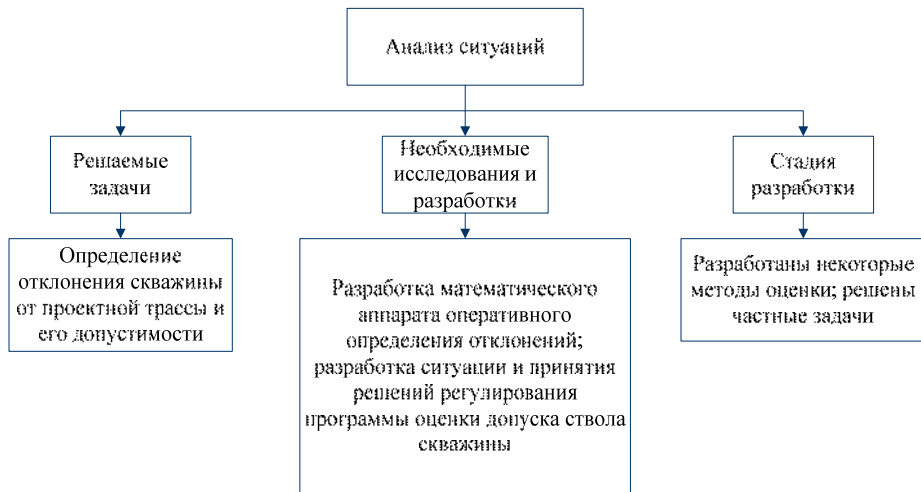 Анализ ситуаций
Решаемые
задачи
Необходимые
исследования и
разработки
Стадия
разработки
Определение
отклонения скважины
от проектной трассы и
его допустимости
Разработка математического
аппарата оперативного
определения отклонений;
разработка ситуации и принятия
решений регулирования
программы оценки допуска ствола
скважины
Разработаны некоторые
методы оценки; решены
частные задачи